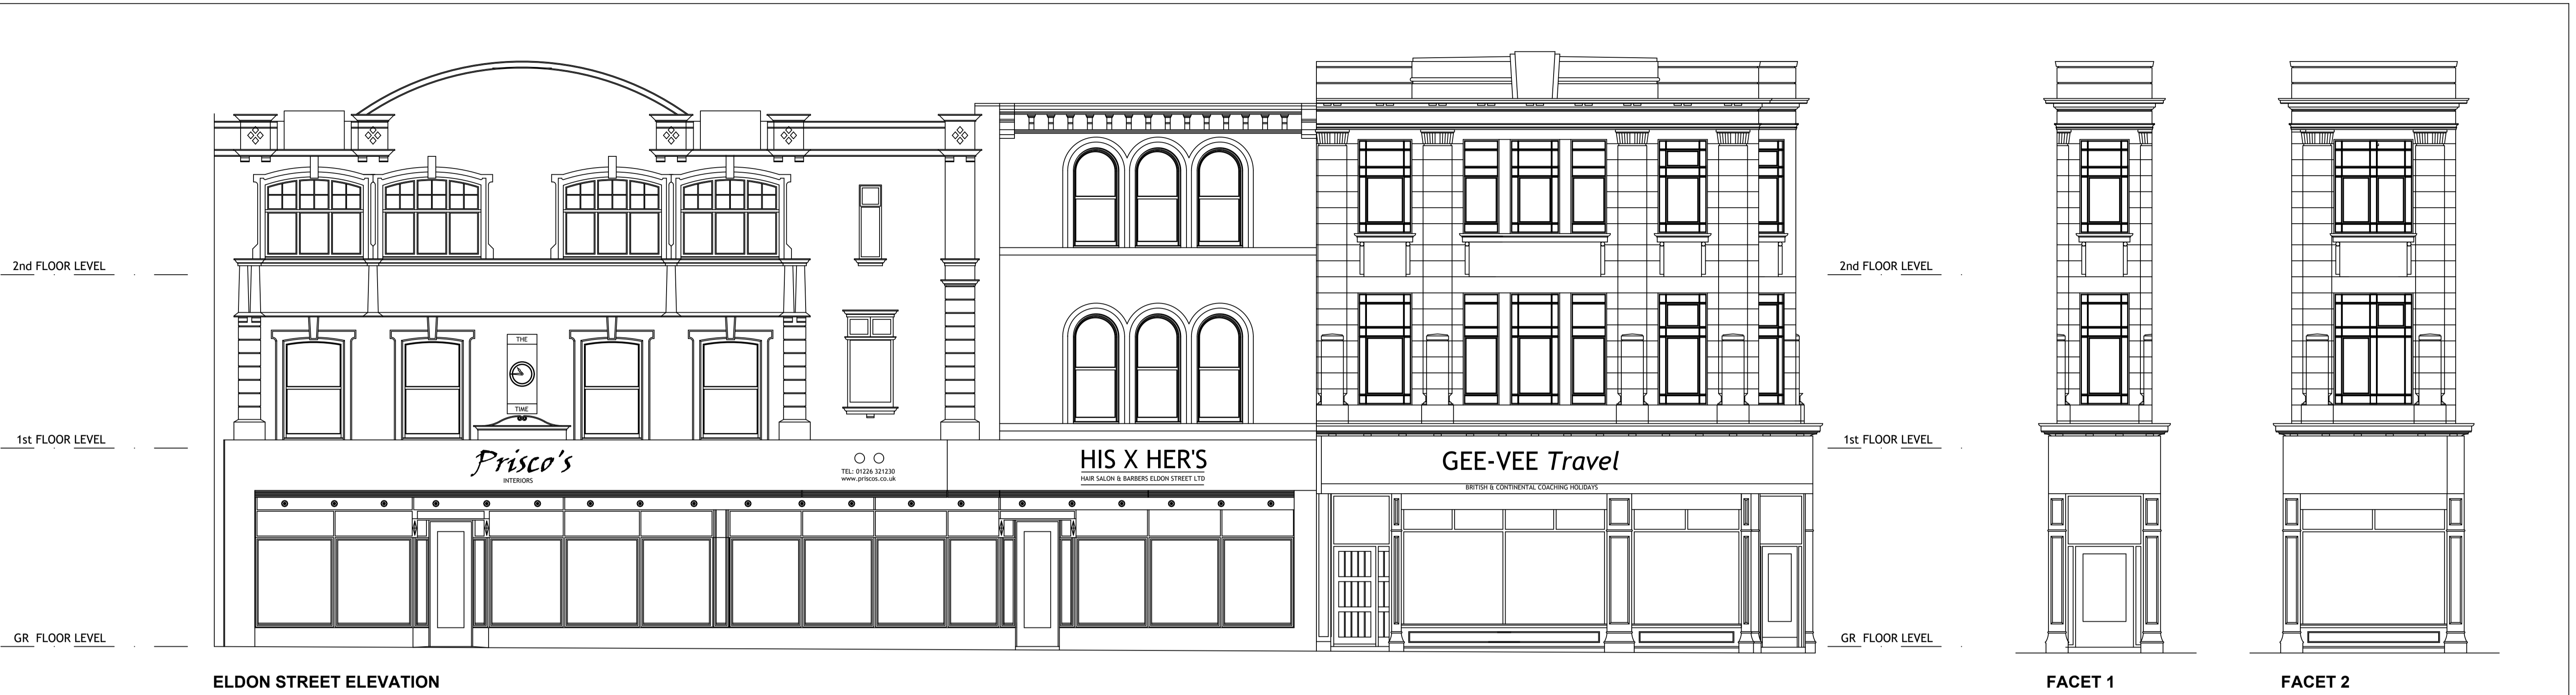 2nd FLOOR LEVEL
1st FLOOR LEVEL
GR FLOOR LEVEL
THE
TIME
Prisco's
INTERIORS
TEL: 01226 321230
www.priscos.co.uk
HIS X HER'S
HAIR SALON & BARBERS ELDON STREET LTD
GEE-VEE Travel
BRITISH & CONTINENTAL COACHING HOLIDAYS
2nd FLOOR LEVEL
1st FLOOR LEVEL
GR FLOOR LEVEL
ELDON STREET ELEVATION
FACET 1
FACET 2